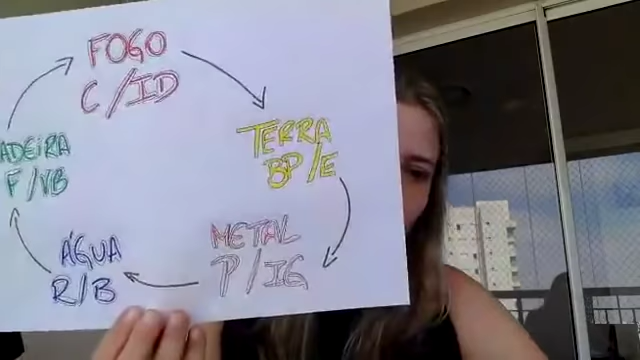 FOGO
C/ID
TERRA
BP/E
METAL
P/IG
ÁGUA
R/B
ADEIRA
F/VB